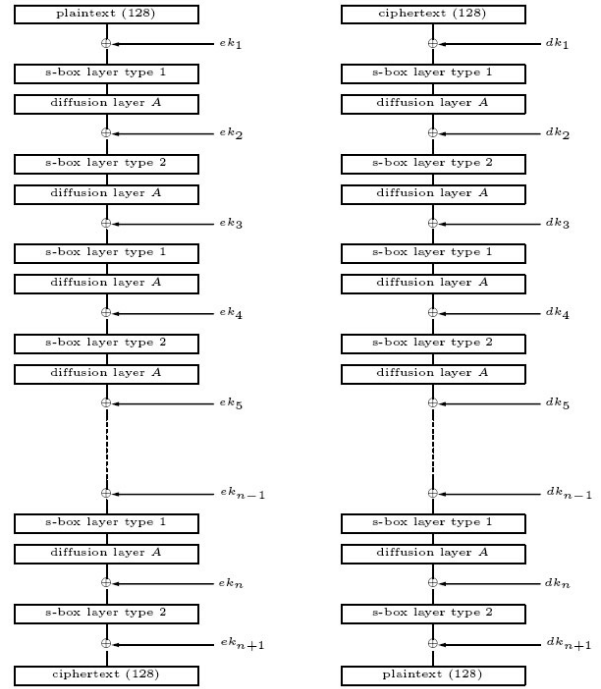 plaintext (128)
ek1
s-box layer type 1
diffusion layer A
ek2
s-box layer type 2
diffusion layer A
ek3
s-box layer type 1
diffusion layer A
ek4
s-box layer type 2
diffusion layer A
ek5
ekn−1
s-box layer type 1
diffusion layer A
ekn
s-box layer type 2
ekn+1
ciphertext (128)
ciphertext (128)
dk1
s-box layer type 1
diffusion layer A
dk2
s-box layer type 2
diffusion layer A
dk3
s-box layer type 1
diffusion layer A
dk4
s-box layer type 2
diffusion layer A
dk5
dkn−1
s-box layer type 1
diffusion layer A
dkn
s-box layer type 2
dkn+1
plaintext (128)